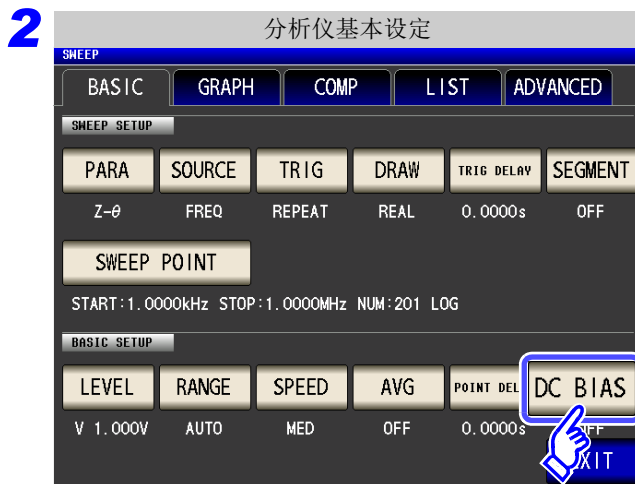 2
分析仪基本设定
SWEEP
BASIC GRAPH COMP LIST ADVANCED
SWEEP SETUP
PARA SOURCE TRIG DRAW TRIG DELAY SEGMENT
Z-θ FREQ REPEAT REAL 0.0000s OFF
SWEEP POINT
START:1.0000kHz STOP:1.0000MHz NUM:201 LOG
BASIC SETUP
LEVEL RANGE SPEED AVG POINT DEL DC BIAS
V 1.000V AUTO MED OFF 0.0000s OFF
EXIT